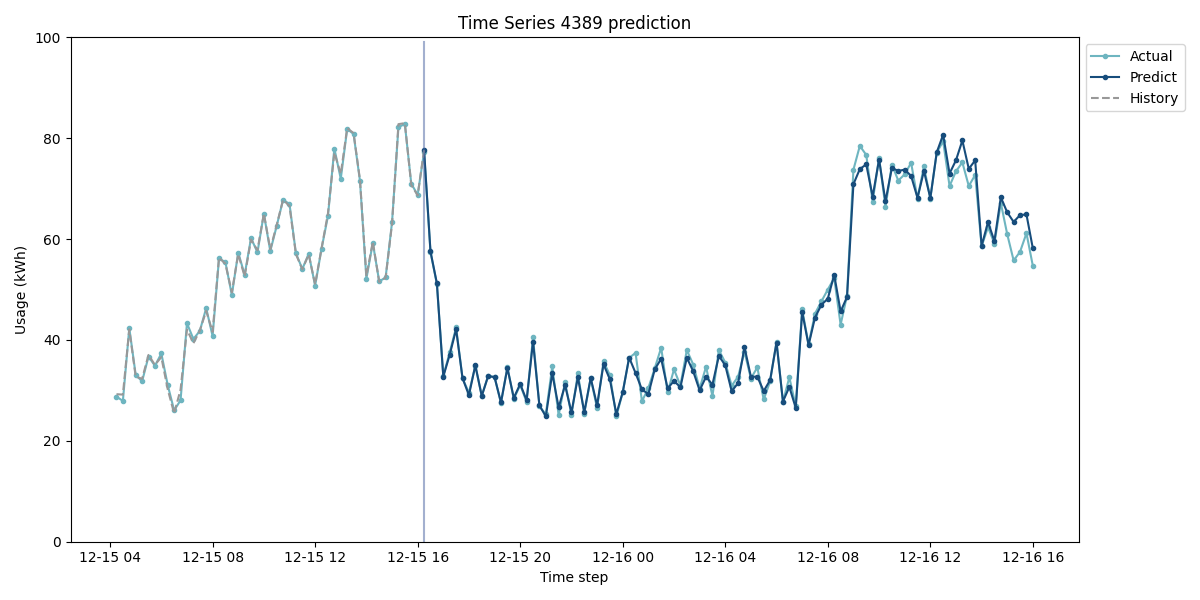 Time Series 4389 prediction
100
80
60
40
20
0
Usage (kWh)
12-15 04
12-15 08
12-15 12
12-15 16
12-15 20
12-16 00
12-16 04
12-16 08
12-16 12
12-16 16
Time step
Actual
Predict
History